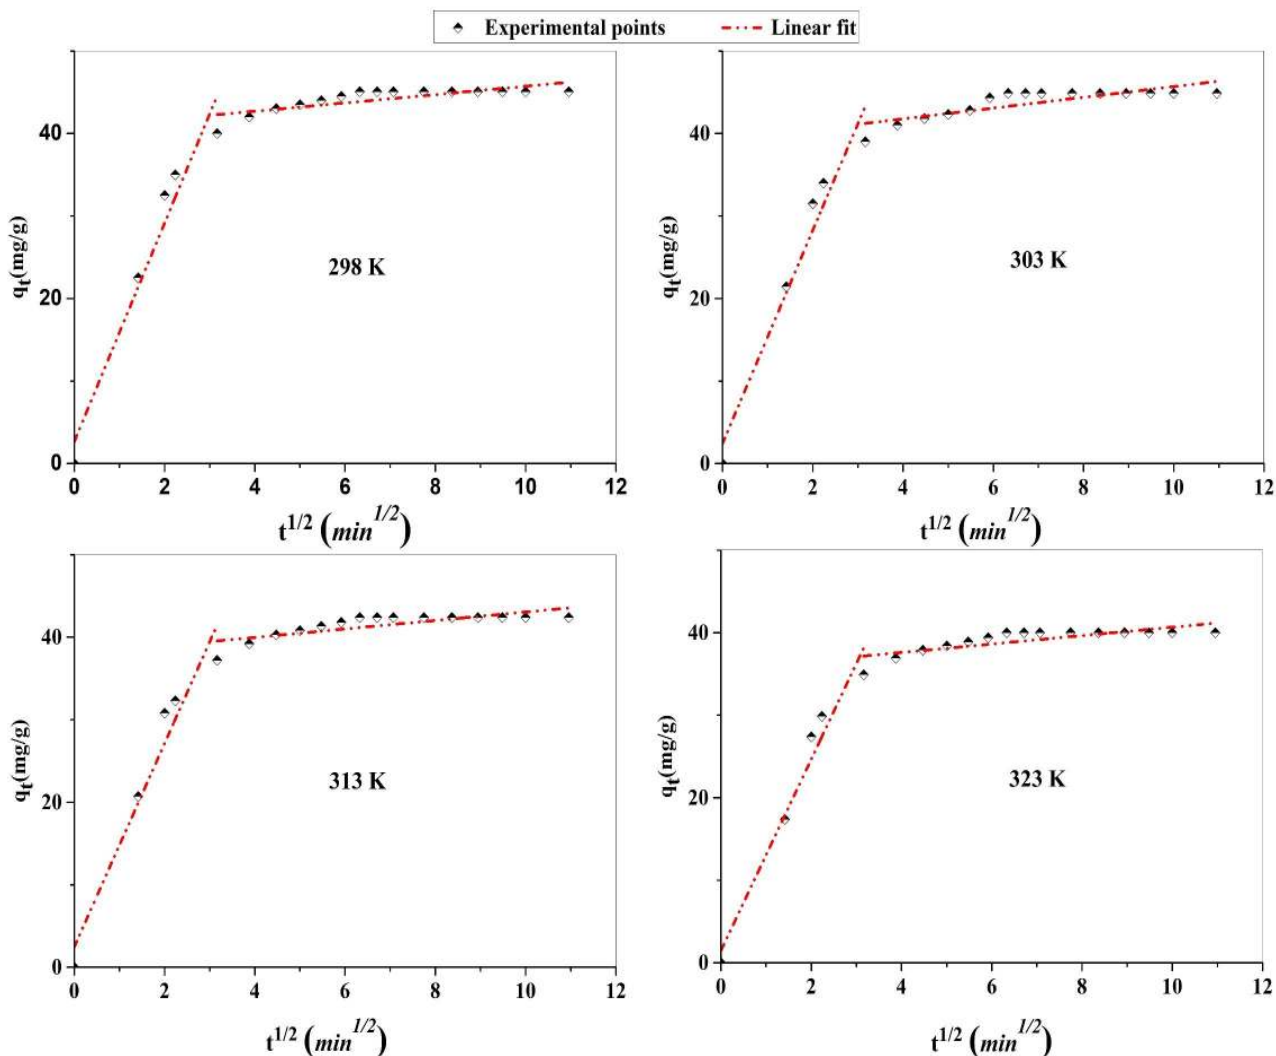 Experimental points Linear fit
40
20
0
q_t(mg/g)
298 K
0 2 4 6 8 10 12
t^1/2 (min^1/2)
40
20
0
q_t(mg/g)
303 K
0 2 4 6 8 10 12
t^1/2 (min^1/2)
40
20
0
q_t(mg/g)
313 K
0 2 4 6 8 10 12
t^1/2 (min^1/2)
40
20
0
q_t(mg/g)
323 K
0 2 4 6 8 10 12
t^1/2 (min^1/2)